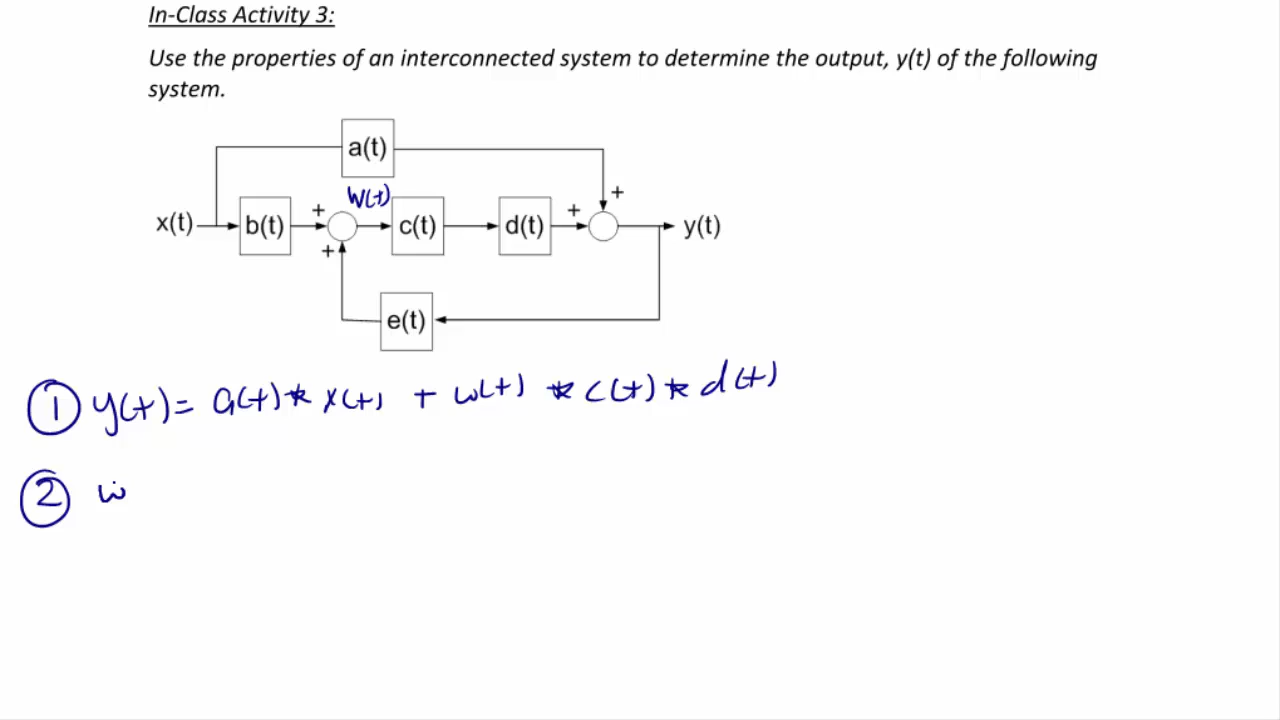 In-Class Activity 3:
Use the properties of an interconnected system to determine the output, y(t) of the following
system.
a(t)
W(t)
+
+
+
x(t)
b(t)
c(t)
d(t)
y(t)
+
e(t)
① y(t) = a(t) * x(t) + w(t) * c(t) * d(t)
② w